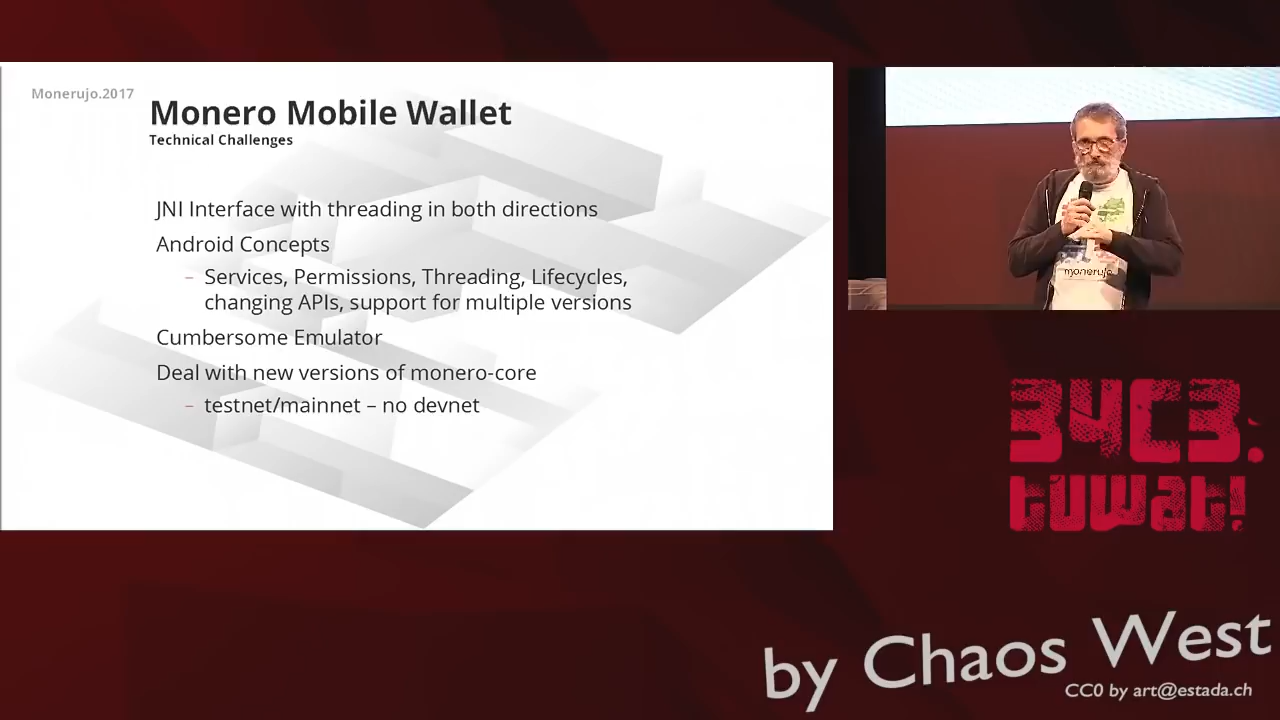 Monerujo.2017
Monero Mobile Wallet
Technical Challenges
JNI Interface with threading in both directions
Android Concepts
– Services, Permissions, Threading, Lifecycles,
changing APIs, support for multiple versions
Cumbersome Emulator
Deal with new versions of monero-core
– testnet/mainnet – no devnet
monerujo
34C3:
tuwat!
by Chaos West
CC0 by art@estada.ch